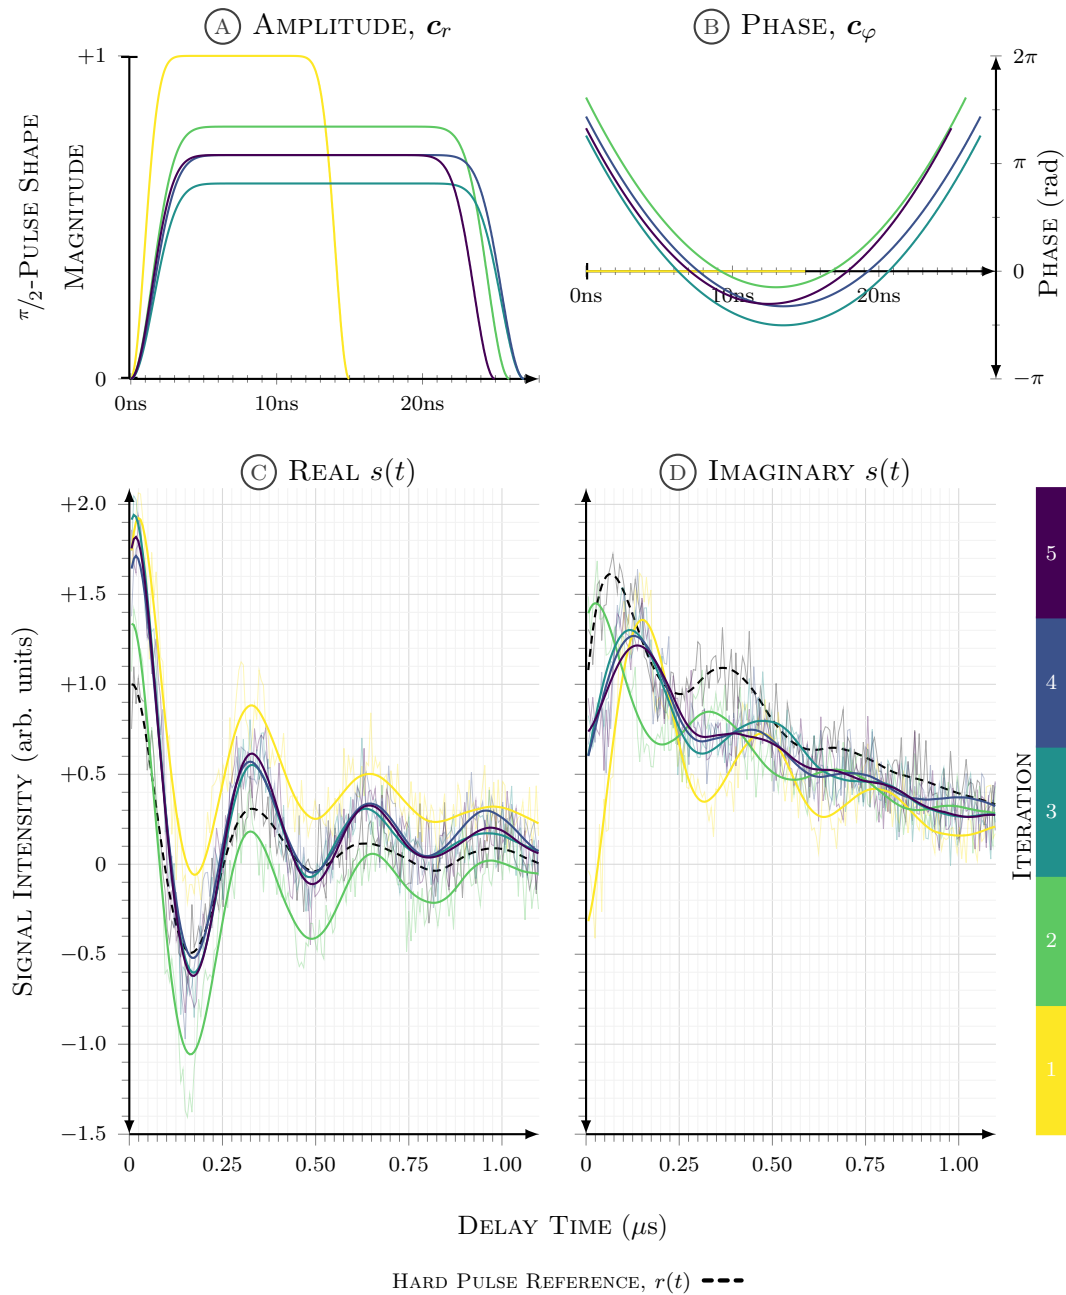 A AMPLITUDE, c_r
B PHASE, c_φ
+1
0
π/2-PULSE SHAPE
MAGNITUDE
0ns 10ns 20ns
2π
π
0
−π
PHASE (rad)
0ns 10ns 20ns
C REAL s(t)
D IMAGINARY s(t)
+2.0
+1.5
+1.0
+0.5
0
−0.5
−1.0
−1.5
SIGNAL INTENSITY (arb. units)
0 0.25 0.50 0.75 1.00
0 0.25 0.50 0.75 1.00
5
4
3
2
1
ITERATION
DELAY TIME (μs)
HARD PULSE REFERENCE, r(t)